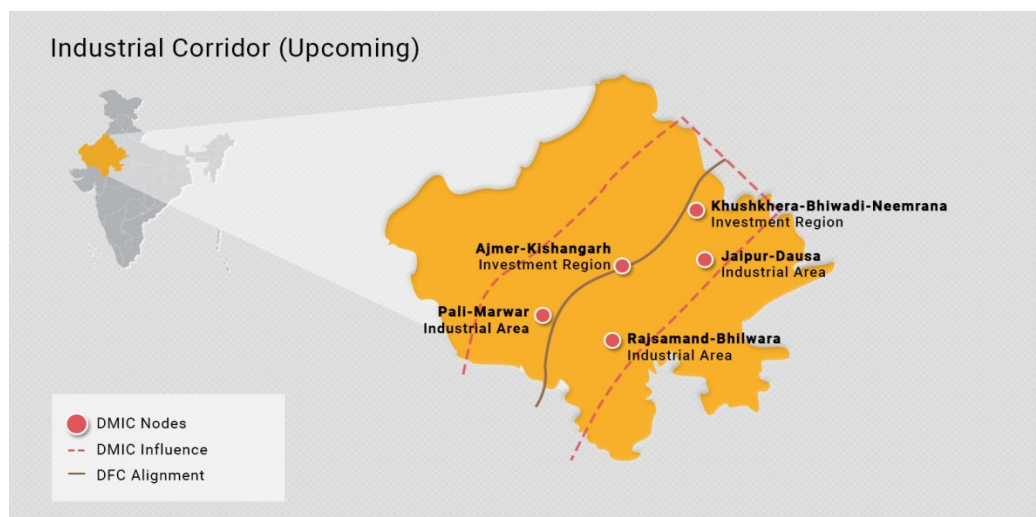 Industrial Corridor (Upcoming)
Khushkhera-Bhiwadi-Neemrana
Investment Region
Ajmer-Kishangarh
Investment Region
Jaipur-Dausa
Industrial Area
Pali-Marwar
Industrial Area
Rajsamand-Bhilwara
Industrial Area
DMIC Nodes
DMIC Influence
DFC Alignment